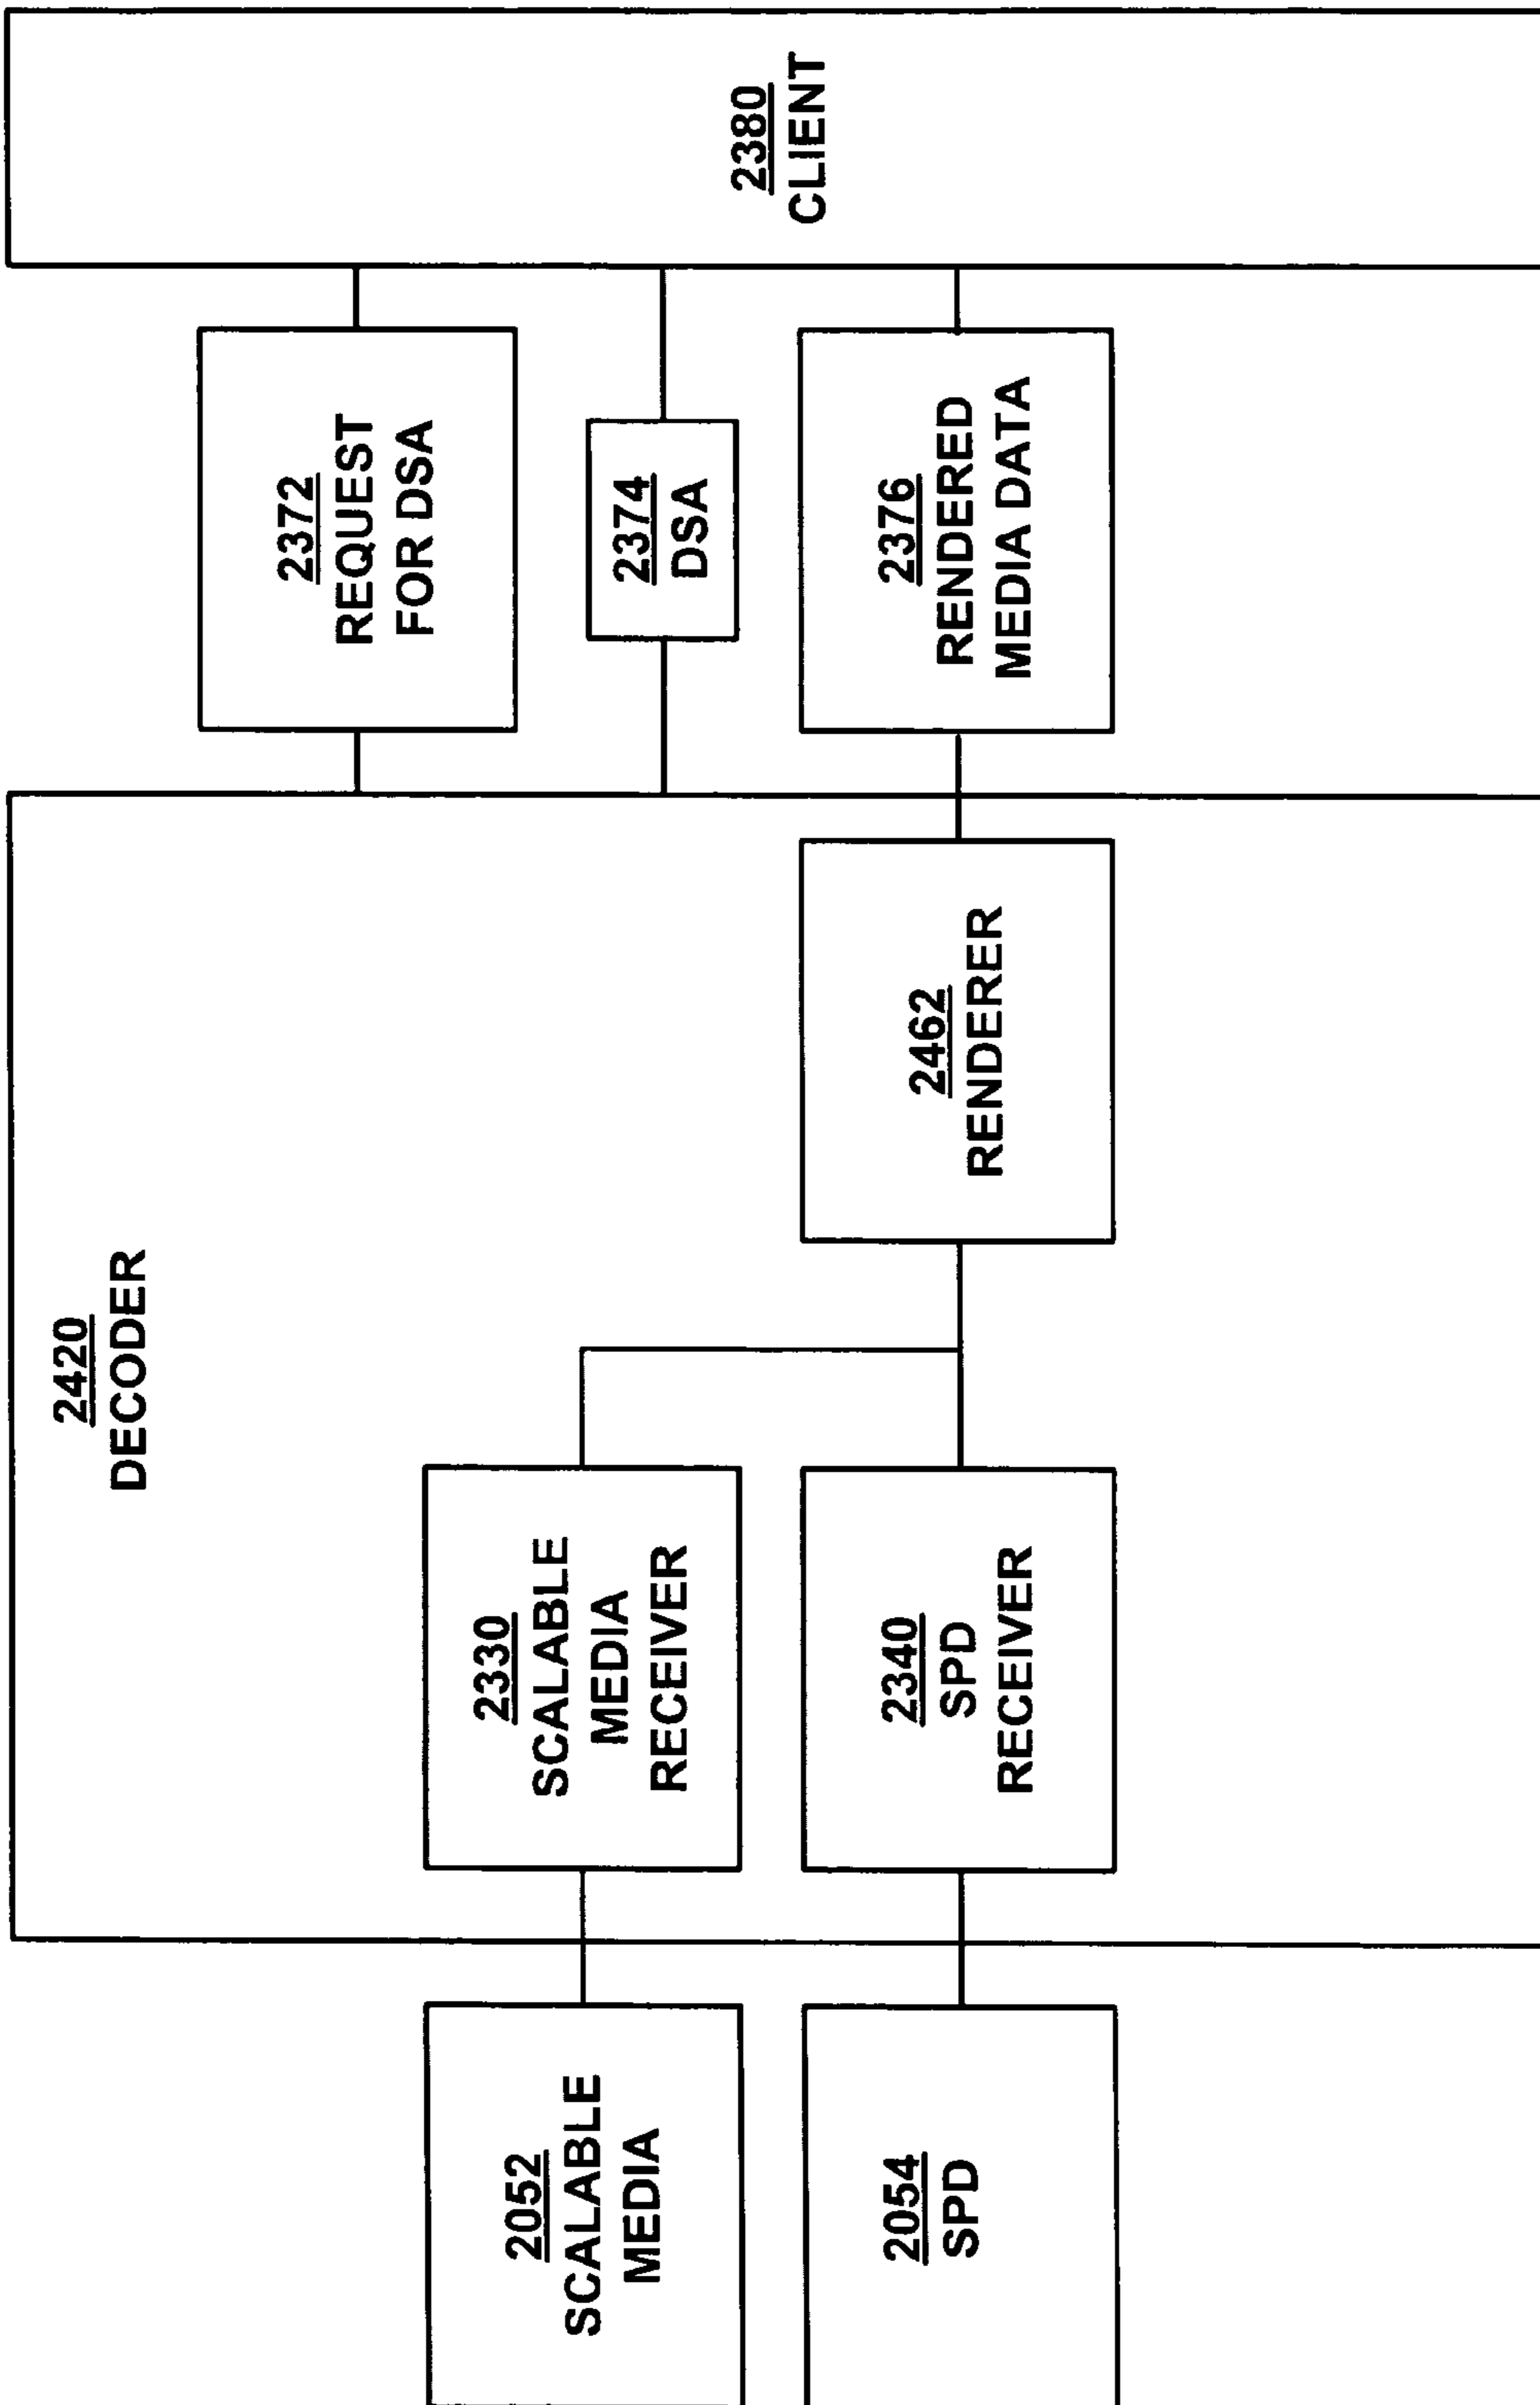 2420
DECODER
2372
REQUEST
FOR DSA
2052
SCALABLE
MEDIA
2330
SCALABLE
MEDIA
RECEIVER
2374
DSA
2380
CLIENT
2054
SPD
2340
SPD
RECEIVER
2462
RENDERER
2376
RENDERED
MEDIA DATA